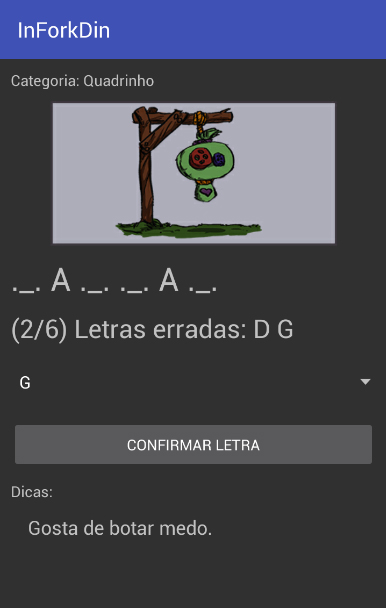 InForkDin
Categoria: Quadrinho
._. A ._. ._. A ._.
(2/6) Letras erradas: D G
G
CONFIRMAR LETRA
Dicas:
Gosta de botar medo.